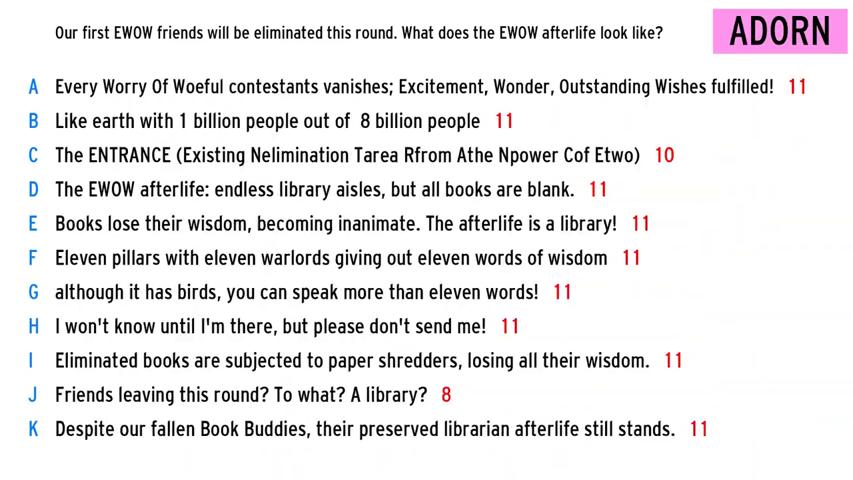 Our first EWOW friends will be eliminated this round. What does the EWOW afterlife look like?
ADORN
A Every Worry Of Woeful contestants vanishes; Excitement, Wonder, Outstanding Wishes fulfilled! 11
B Like earth with 1 billion people out of 8 billion people 11
C The ENTRANCE (Existing Nelimination Tarea Rfrom Athe Npower Cof Etwo) 10
D The EWOW afterlife: endless library aisles, but all books are blank. 11
E Books lose their wisdom, becoming inanimate. The afterlife is a library! 11
F Eleven pillars with eleven warlords giving out eleven words of wisdom 11
G although it has birds, you can speak more than eleven words! 11
H I won't know until I'm there, but please don't send me! 11
I Eliminated books are subjected to paper shredders, losing all their wisdom. 11
J Friends leaving this round? To what? A library? 8
K Despite our fallen Book Buddies, their preserved librarian afterlife still stands. 11